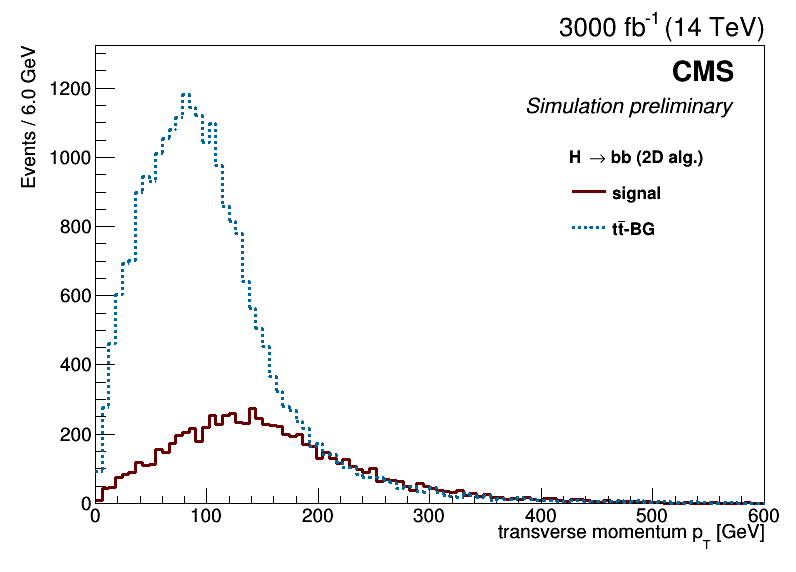 3000 fb⁻¹ (14 TeV)
CMS
Simulation preliminary
H → bb (2D alg.)
signal
tt̄-BG
Events / 6.0 GeV
1200
1000
800
600
400
200
0
0 100 200 300 400 500 600
transverse momentum p_T [GeV]